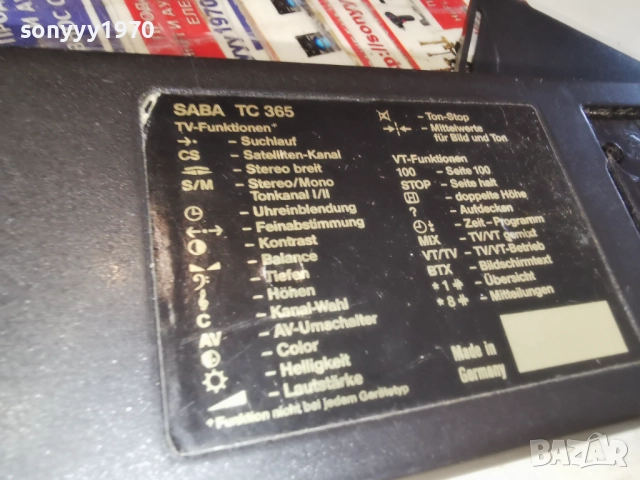 sonyyy1970
SABA TC 365
TV-Funktionen*
- Suchlauf
CS - Satelliten-Kanal
- Stereo breit
S/M - Stereo/Mono
Tonkanal I/II
- Uhreinblendung
- Feinabstimmung
- Kontrast
- Balance
- Tiefen
- Höhen
C - Kanal-Wahl
AV - AV-Umschalter
- Color
- Helligkeit
- Lautstärke
*Funktion nicht bei jedem Gerätetyp
- Ton-Stop
- Mittelwerte
für Bild und Ton
VT-Funktionen
100 - Seite 100
STOP - Seite halt
- doppelte Höhe
? - Aufdecken
- Zeit-Programm
MIX - TV/VT gemixt
VT/TV - TV/VT-Betrieb
BTX - Bildschirmtext
*1# - Übersicht
*8# - Mitteilungen
Made in
Germany
BAZAR